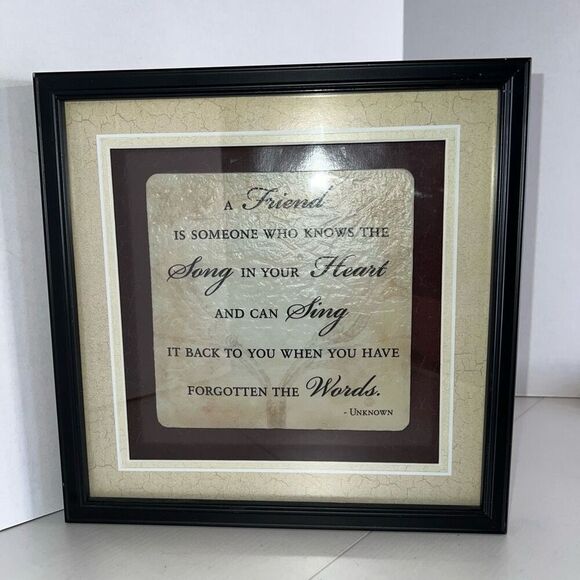 A Friend
IS SOMEONE WHO KNOWS THE
Song IN YOUR Heart
AND CAN Sing
IT BACK TO YOU WHEN YOU HAVE
FORGOTTEN THE Words.
- UNKNOWN